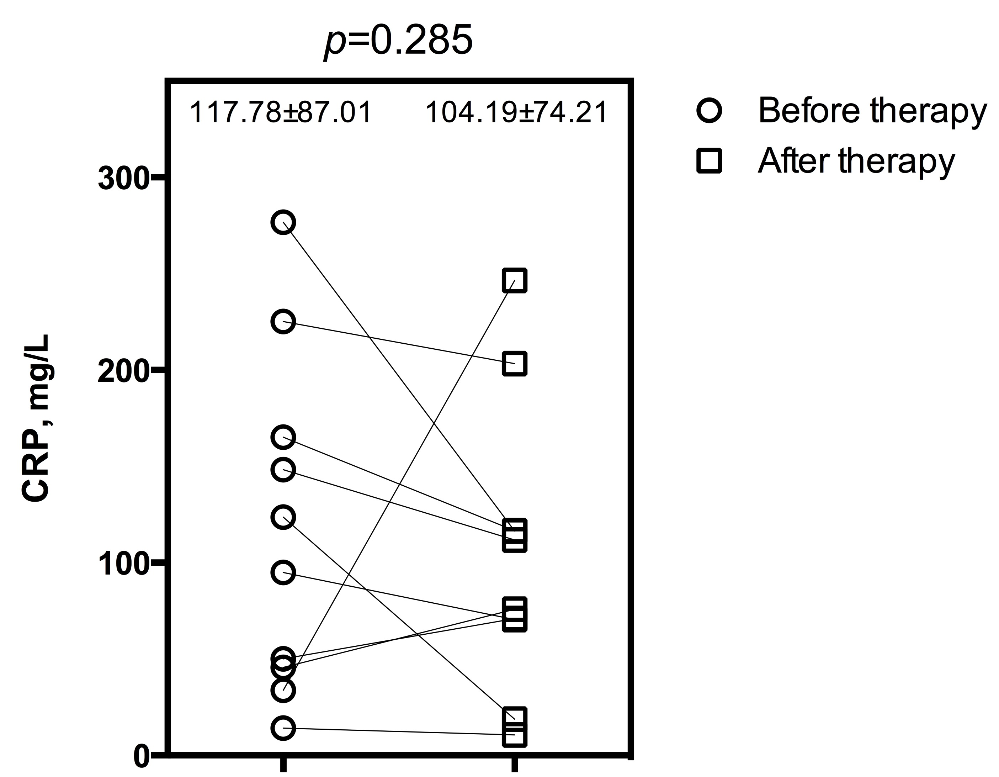 p=0.285
117.78±87.01 104.19±74.21
Before therapy
After therapy
300
200
100
0
CRP, mg/L